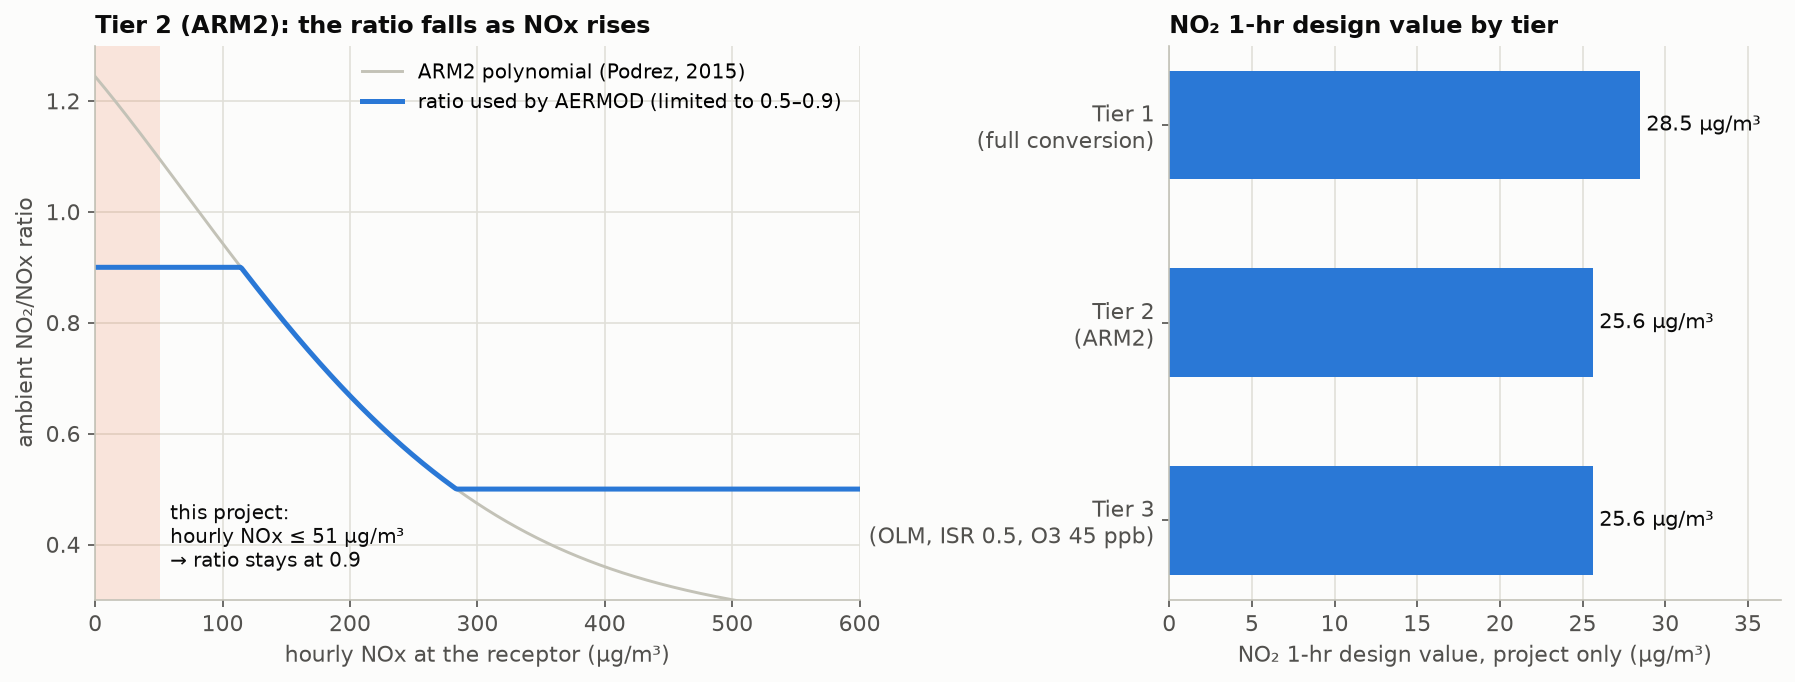 Tier 2 (ARM2): the ratio falls as NOx rises
ARM2 polynomial (Podrez, 2015)
ratio used by AERMOD (limited to 0.5–0.9)
ambient NO₂/NOx ratio
1.2
1.0
0.8
0.6
0.4
this project:
hourly NOx ≤ 51 µg/m³
→ ratio stays at 0.9
0 100 200 300 400 500 600
hourly NOx at the receptor (µg/m³)
NO₂ 1-hr design value by tier
Tier 1
(full conversion)
28.5 µg/m³
Tier 2
(ARM2)
25.6 µg/m³
Tier 3
(OLM, ISR 0.5, O3 45 ppb)
25.6 µg/m³
0 5 10 15 20 25 30 35
NO₂ 1-hr design value, project only (µg/m³)